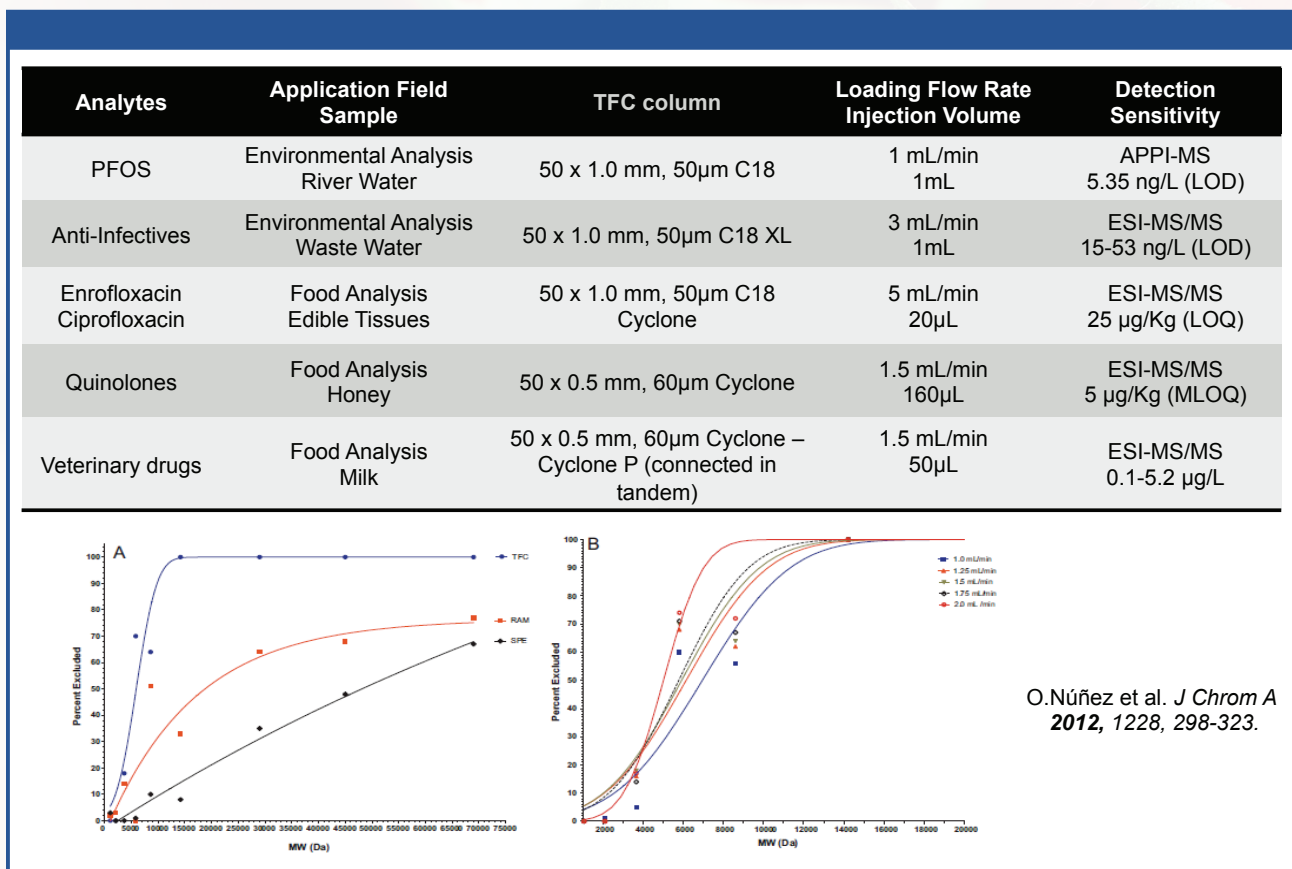 Analytes
Application Field
Sample
TFC column
Loading Flow Rate
Injection Volume
Detection
Sensitivity
PFOS
Environmental Analysis
River Water
50 x 1.0 mm, 50µm C18
1 mL/min
1mL
APPI-MS
5.35 ng/L (LOD)
Anti-Infectives
Environmental Analysis
Waste Water
50 x 1.0 mm, 50µm C18 XL
3 mL/min
1mL
ESI-MS/MS
15-53 ng/L (LOD)
Enrofloxacin
Ciprofloxacin
Food Analysis
Edible Tissues
50 x 1.0 mm, 50µm C18
Cyclone
5 mL/min
20µL
ESI-MS/MS
25 µg/Kg (LOQ)
Quinolones
Food Analysis
Honey
50 x 0.5 mm, 60µm Cyclone
1.5 mL/min
160µL
ESI-MS/MS
5 µg/Kg (MLOQ)
Veterinary drugs
Food Analysis
Milk
50 x 0.5 mm, 60µm Cyclone –
Cyclone P (connected in
tandem)
1.5 mL/min
50µL
ESI-MS/MS
0.1-5.2 µg/L
A
Percent Excluded
100
90
80
70
60
50
40
30
20
10
0
0 5000 10000 15000 20000 25000 30000 35000 40000 45000 50000 55000 60000 65000 70000 75000
MW (Da)
TFC
RAM
SPE
B
Percent Excluded
100
90
80
70
60
50
40
30
20
10
0
2000 4000 6000 8000 10000 12000 14000 16000 18000 20000
MW (Da)
1.0 mL/min
1.25 mL/min
1.5 mL/min
1.75 mL/min
2.0 mL /min
O.Núñez et al. J Chrom A
2012, 1228, 298-323.